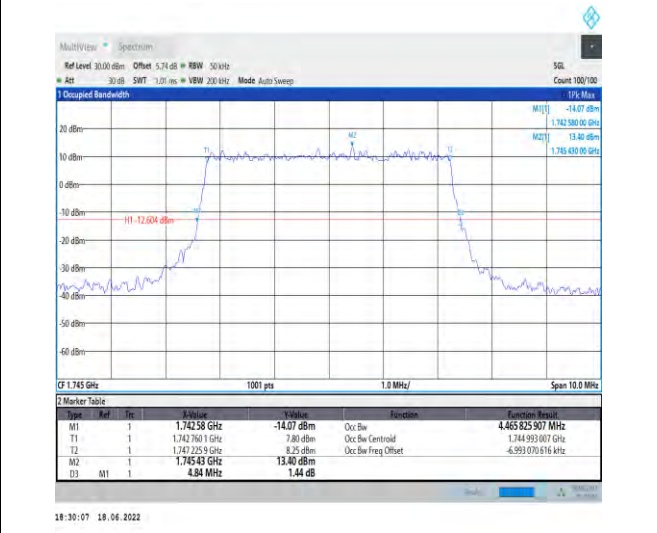 MultiView Spectrum
Ref Level 30.00 dBm Offset 5.74 dB RBW 50 kHz SGL
Att 30 dB SWT 1.01 ms VBW 200 kHz Mode Auto Sweep Count 100/100
1 Occupied Bandwidth 1Pk Max
M1[1] -14.07 dBm
1.742 580 00 GHz
M2[1] 13.40 dBm
1.745 430 00 GHz
20 dBm
M2
T1 T2
10 dBm
0 dBm
-10 dBm
H1 -12.604 dBm
-20 dBm
-30 dBm
-40 dBm
-50 dBm
-60 dBm
CF 1.745 GHz 1001 pts 1.0 MHz/ Span 10.0 MHz
2 Marker Table
Type Ref Trc X-Value Y-Value Function Function Result
M1 1 1.742 58 GHz -14.07 dBm Occ Bw 4.465 825 907 MHz
T1 1 1.742 760 1 GHz 7.80 dBm Occ Bw Centroid 1.744 993 007 GHz
T2 1 1.747 225 9 GHz 8.25 dBm Occ Bw Freq Offset -6.993 070 616 kHz
M2 1 1.745 43 GHz 13.40 dBm
D3 M1 1 4.84 MHz 1.44 dB
18:30:07 18.06.2022